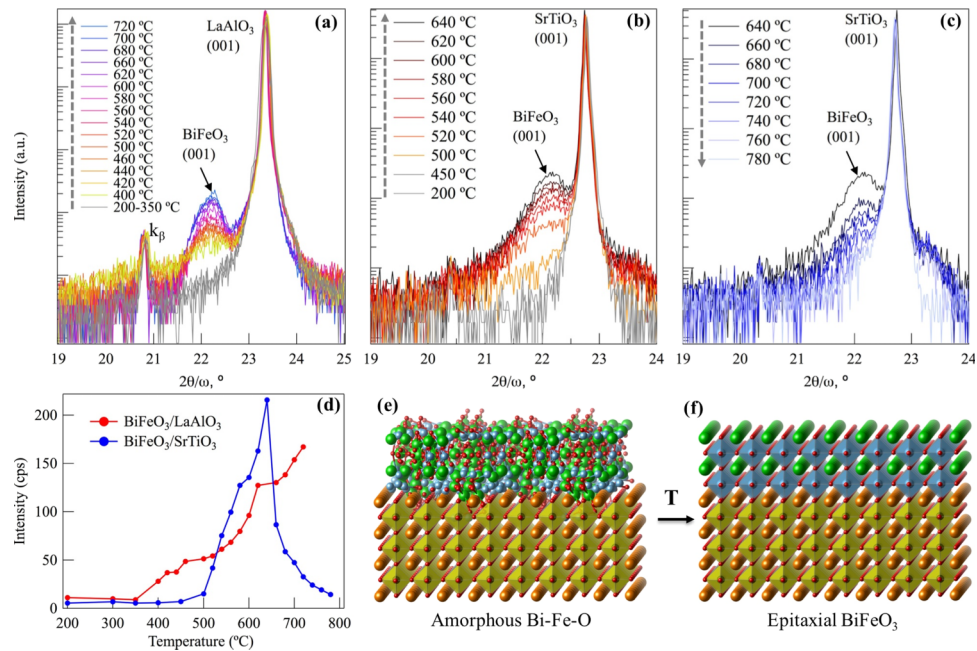 (a)
LaAlO3
(001)
BiFeO3
(001)
kβ
720 ºC
700 ºC
680 ºC
660 ºC
620 ºC
600 ºC
580 ºC
560 ºC
540 ºC
520 ºC
500 ºC
460 ºC
440 ºC
420 ºC
400 ºC
200-350 ºC
Intensity (a.u.)
19 20 21 22 23 24 25
2θ/ω, º
(b)
SrTiO3
(001)
BiFeO3
(001)
640 ºC
620 ºC
600 ºC
580 ºC
560 ºC
540 ºC
520 ºC
500 ºC
450 ºC
200 ºC
19 20 21 22 23 24
2θ/ω, º
(c)
SrTiO3
(001)
BiFeO3
(001)
640 ºC
660 ºC
680 ºC
700 ºC
720 ºC
740 ºC
760 ºC
780 ºC
19 20 21 22 23 24
2θ/ω, º
(d)
BiFeO3/LaAlO3
BiFeO3/SrTiO3
Intensity (cps)
200
150
100
50
0
200 300 400 500 600 700 800
Temperature (ºC)
(e)
Amorphous Bi-Fe-O
T
(f)
Epitaxial BiFeO3